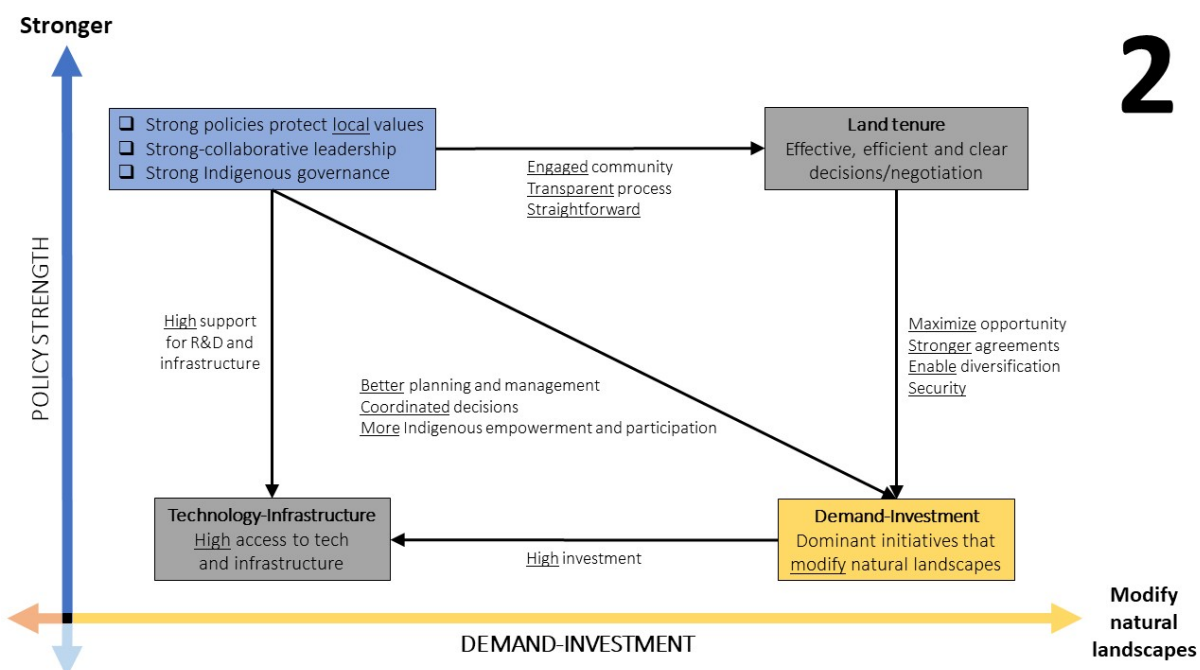 Stronger
2
❑ Strong policies protect local values
❑ Strong-collaborative leadership
❑ Strong Indigenous governance
Land tenure
Effective, efficient and clear
decisions/negotiation
Engaged community
Transparent process
Straightforward
POLICY STRENGTH
High support
for R&D and
infrastructure
Maximize opportunity
Stronger agreements
Enable diversification
Security
Better planning and management
Coordinated decisions
More Indigenous empowerment and participation
Technology-Infrastructure
High access to tech
and infrastructure
High investment
Demand-Investment
Dominant initiatives that
modify natural landscapes
DEMAND-INVESTMENT
Modify
natural
landscapes